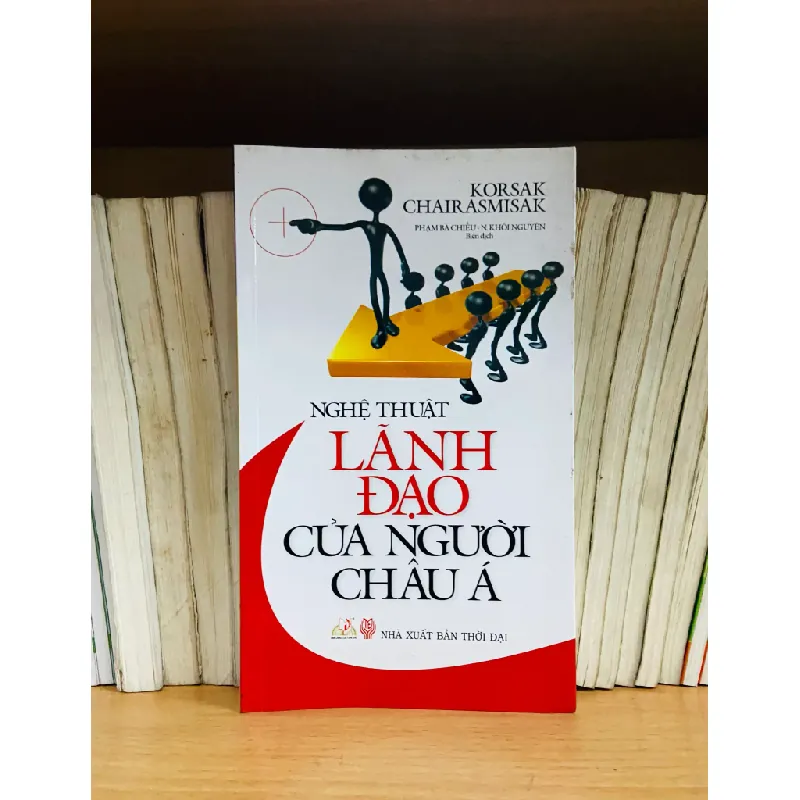 KORSAK
CHAIRASMISAK
PHẠM BÁ CHIỂU - N. KHÔI NGUYÊN
Biên dịch
NGHỆ THUẬT
LÃNH
ĐẠO
CỦA NGƯỜI
CHÂU Á
NHÀ XUẤT BẢN THỜI ĐẠI